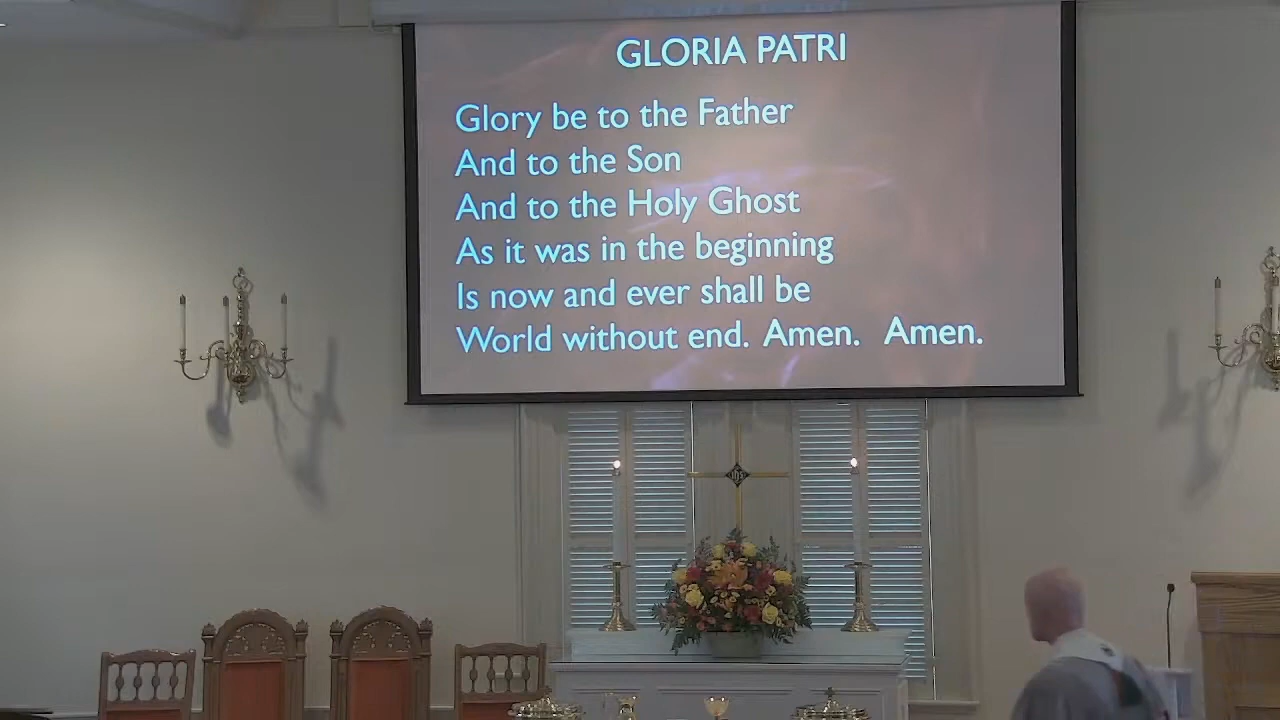 GLORIA PATRI
Glory be to the Father
And to the Son
And to the Holy Ghost
As it was in the beginning
Is now and ever shall be
World without end. Amen. Amen.
IHS